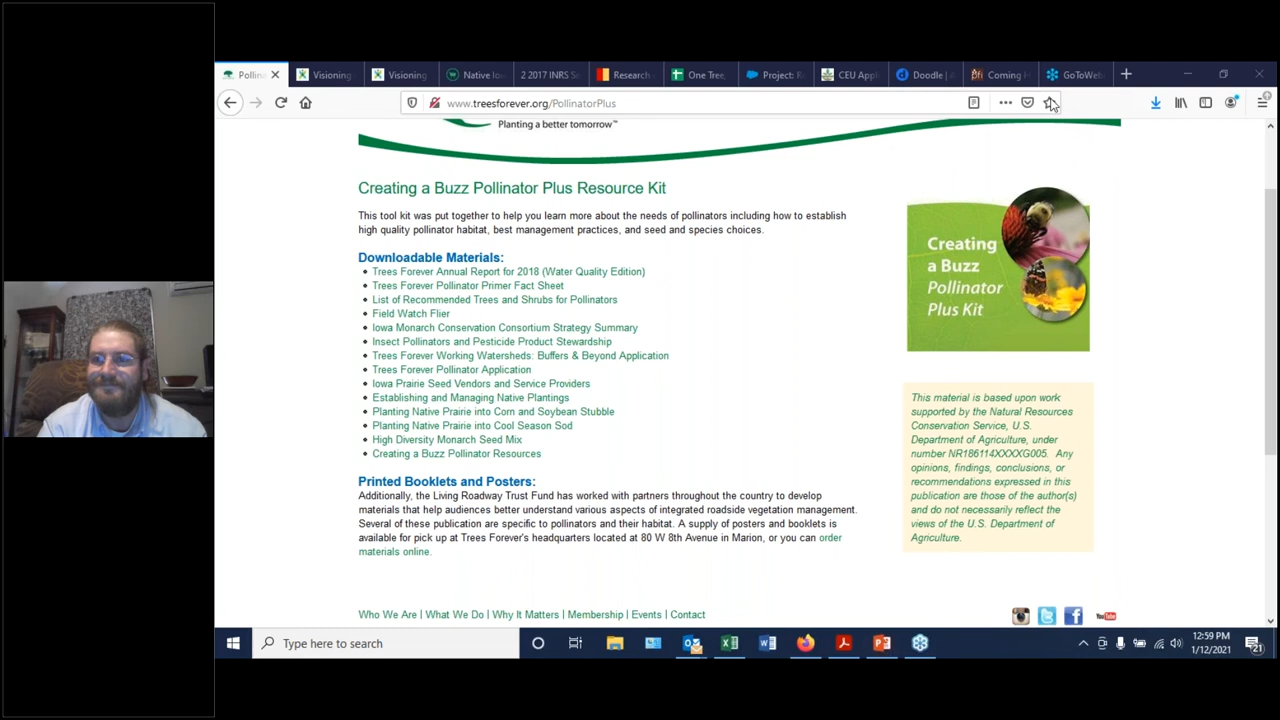 Pollina
Visioning
Visioning
Native Io
2 2017 INRS Se
Research
One Tree
Project: R
CEU Appl
Doodle |
Coming
GoToWeb
www.treesforever.org/PollinatorPlus
Planting a better tomorrow™
Creating a Buzz Pollinator Plus Resource Kit
This tool kit was put together to help you learn more about the needs of pollinators including how to establish
high quality pollinator habitat, best management practices, and seed and species choices.
Downloadable Materials:
Trees Forever Annual Report for 2018 (Water Quality Edition)
Trees Forever Pollinator Primer Fact Sheet
List of Recommended Trees and Shrubs for Pollinators
Field Watch Flier
Iowa Monarch Conservation Consortium Strategy Summary
Insect Pollinators and Pesticide Product Stewardship
Trees Forever Working Watersheds: Buffers & Beyond Application
Trees Forever Pollinator Application
Iowa Prairie Seed Vendors and Service Providers
Establishing and Managing Native Plantings
Planting Native Prairie into Corn and Soybean Stubble
Planting Native Prairie into Cool Season Sod
High Diversity Monarch Seed Mix
Creating a Buzz Pollinator Resources
Printed Booklets and Posters:
Additionally, the Living Roadway Trust Fund has worked with partners throughout the country to develop
materials that help audiences better understand various aspects of integrated roadside vegetation management.
Several of these publication are specific to pollinators and their habitat. A supply of posters and booklets is
available for pick up at Trees Forever's headquarters located at 80 W 8th Avenue in Marion, or you can order
materials online.
Creating
a Buzz
Pollinator
Plus Kit
This material is based upon work
supported by the Natural Resources
Conservation Service, U.S.
Department of Agriculture, under
number NR186114XXXXG005. Any
opinions, findings, conclusions, or
recommendations expressed in this
publication are those of the author(s)
and do not necessarily reflect the
views of the U.S. Department of
Agriculture.
Who We Are | What We Do | Why It Matters | Membership | Events | Contact
Type here to search
12:59 PM
1/12/2021
21